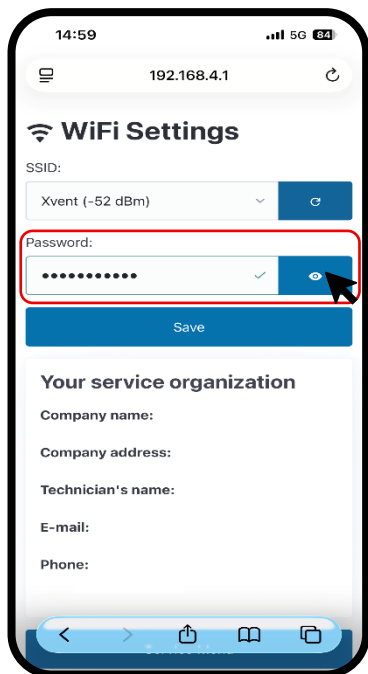 14:59
5G 84
192.168.4.1
WiFi Settings
SSID:
Xvent (-52 dBm)
Password:
•••••••••••
Save
Your service organization
Company name:
Company address:
Technician's name:
E-mail:
Phone: